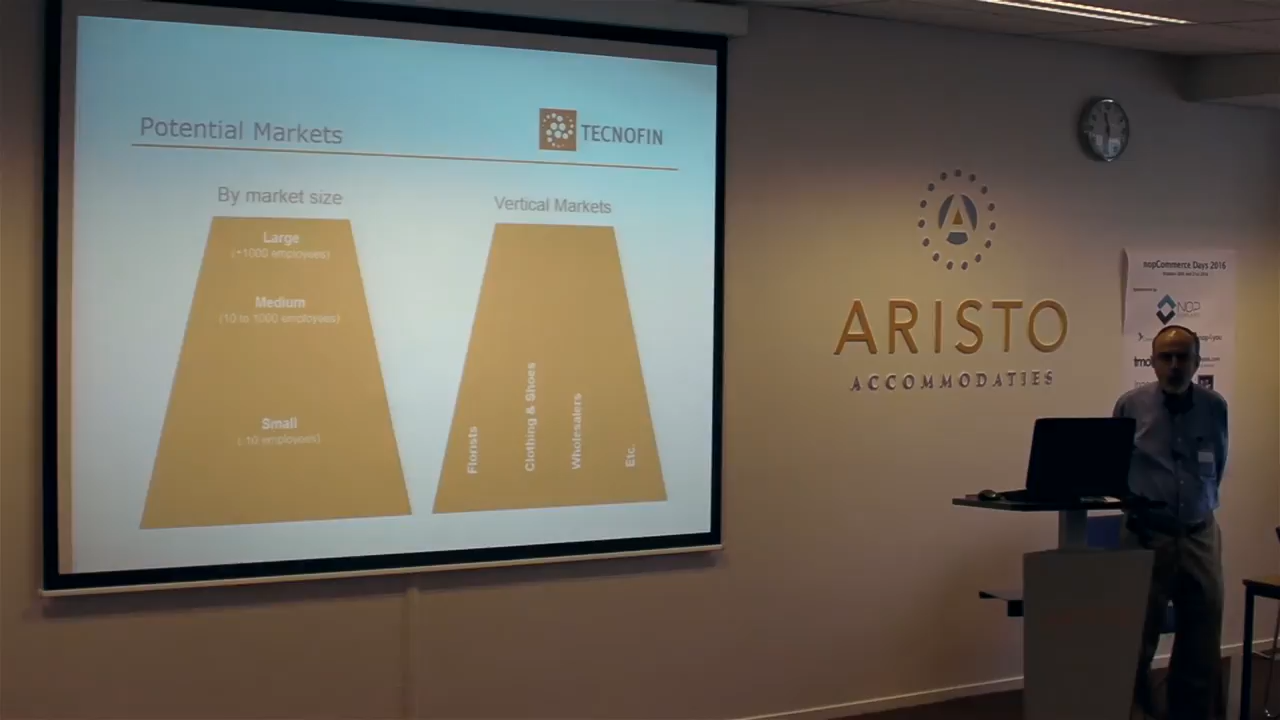 Potential Markets
TECNOFIN
By market size
Large
(+1000 employees)
Medium
(10 to 1000 employees)
Small
(-10 employees)
Vertical Markets
Florists
Clothing & Shoes
Wholesalers
Etc.
A
ARISTO
ACCOMMODATIES
nopCommerce Days 2016
NOP